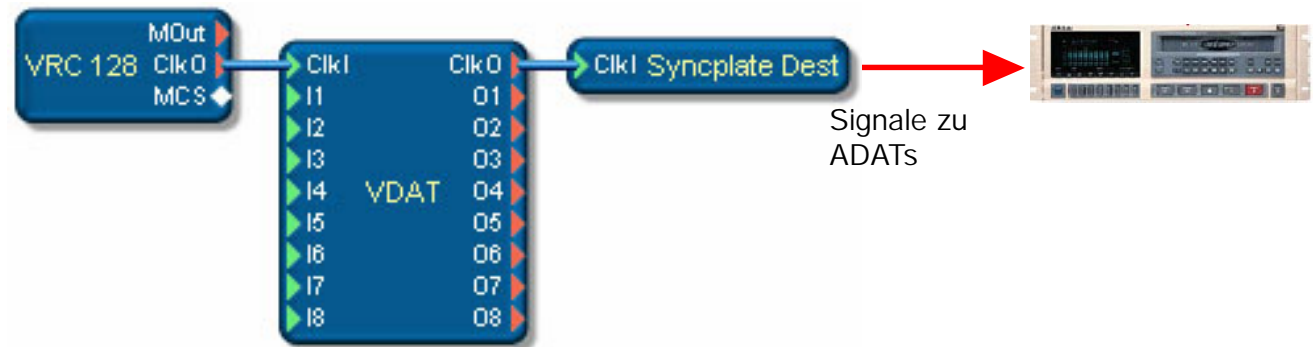 MOut
VRC 128 ClkO
MCS
ClkI ClkO
I1 O1
I2 O2
I3 O3
I4 VDAT O4
I5 O5
I6 O6
I7 O7
I8 O8
ClkI Syncplate Dest
Signale zu
ADATs